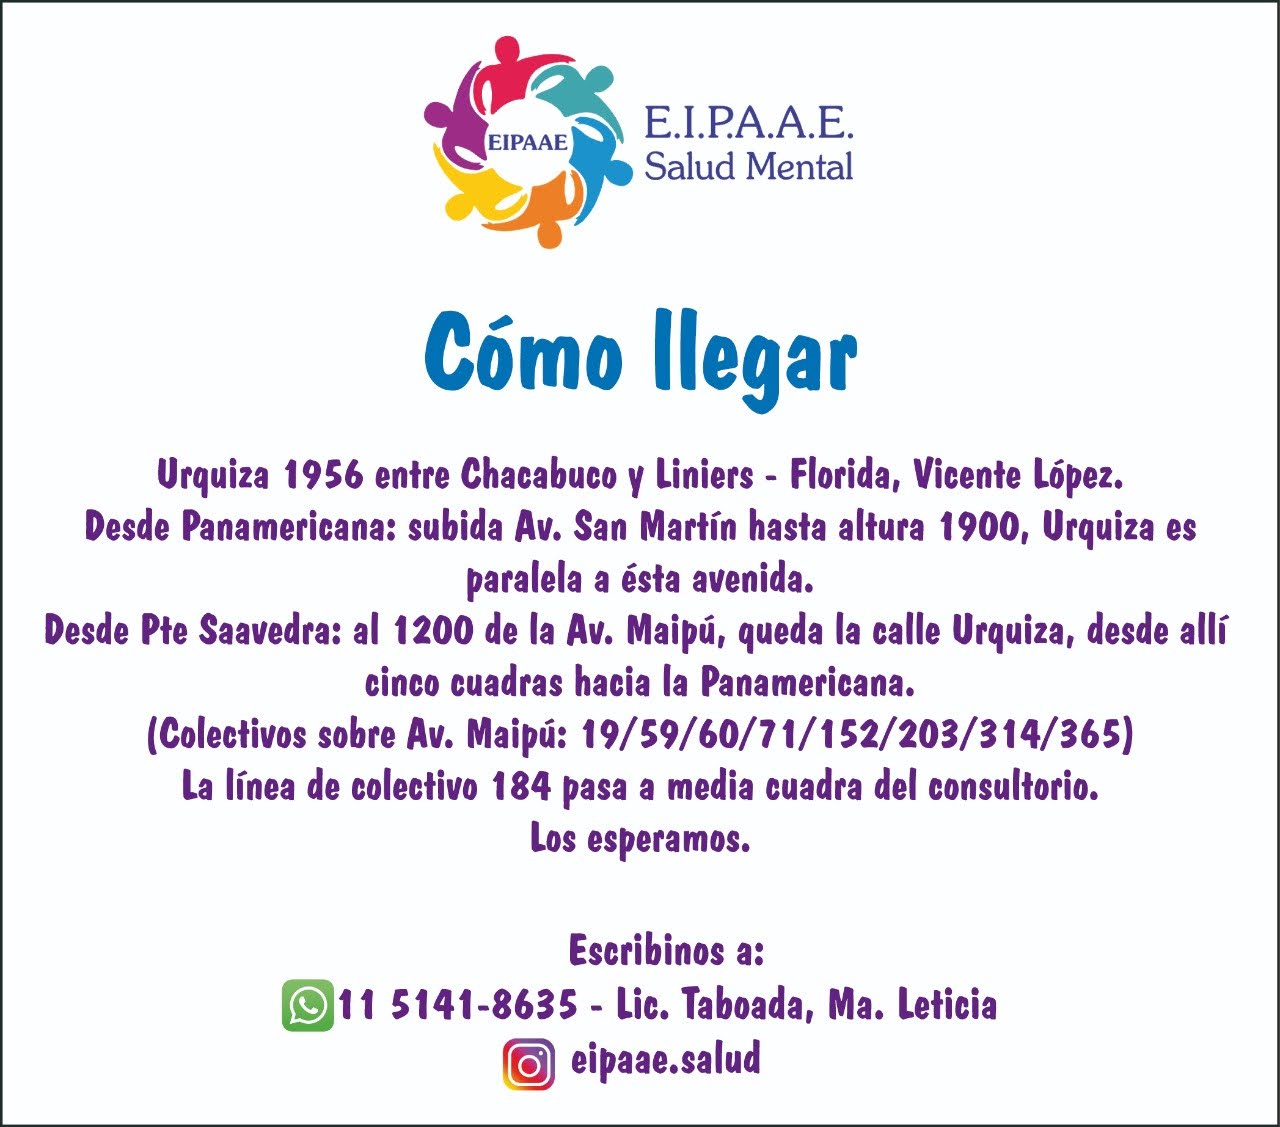 EIPAAE
E.I.P.A.A.E.
Salud Mental
Cómo llegar
Urquiza 1956 entre Chacabuco y Liniers - Florida, Vicente López.
Desde Panamericana: subida Av. San Martín hasta altura 1900, Urquiza es
paralela a ésta avenida.
Desde Pte Saavedra: al 1200 de la Av. Maipú, queda la calle Urquiza, desde allí
cinco cuadras hacia la Panamericana.
(Colectivos sobre Av. Maipú: 19/59/60/71/152/203/314/365)
La línea de colectivo 184 pasa a media cuadra del consultorio.
Los esperamos.
Escribinos a:
11 5141-8635 - Lic. Taboada, Ma. Leticia
eipaae.salud